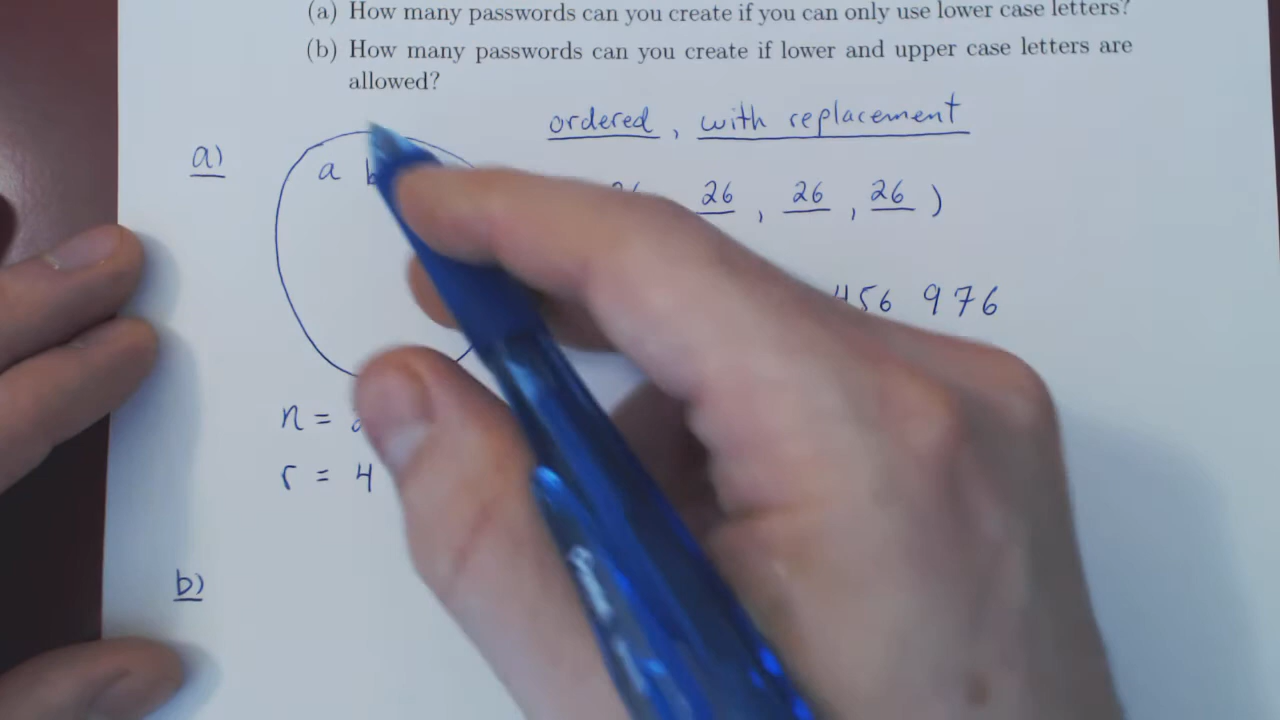 (a) How many passwords can you create if you can only use lower case letters?
(b) How many passwords can you create if lower and upper case letters are
allowed?
ordered, with replacement
a)
a b
26, 26, 26)
456 976
n =
r = 4
b)